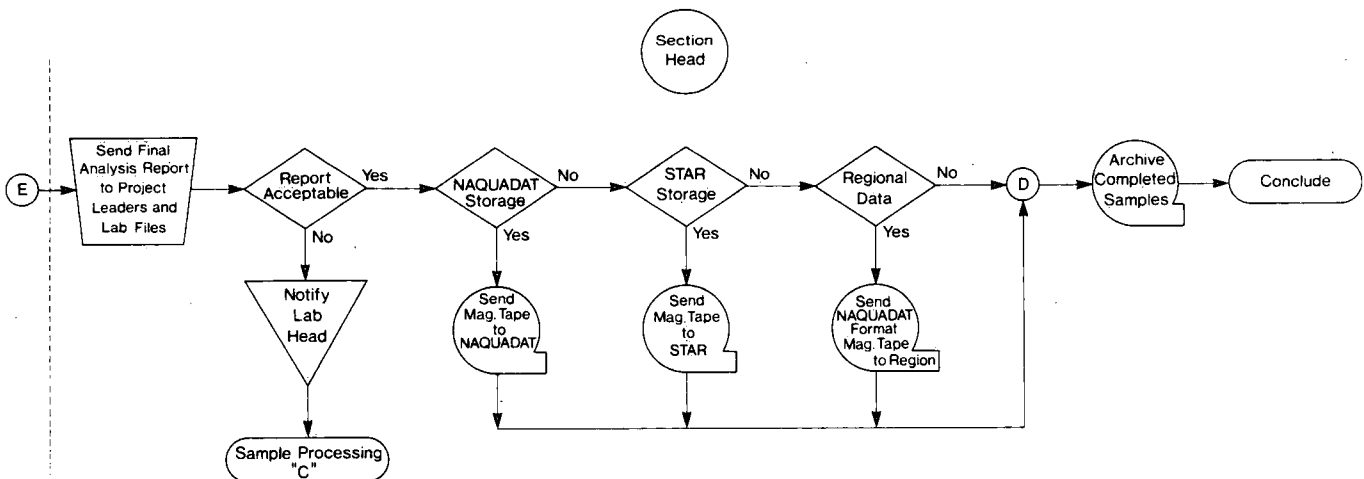 Section
Head
E
Send Final
Analysis Report
to Project
Leaders and
Lab Files
Report
Acceptable
Yes
No
Notify
Lab
Head
Sample Processing
"C"
NAQUADAT
Storage
No
Yes
Send
Mag. Tape
to
NAQUADAT
STAR
Storage
No
Yes
Send
Mag. Tape
to
STAR
Regional
Data
No
Yes
Send
NAQUADAT
Format
Mag. Tape
to Region
D
Archive
Completed
Samples
Conclude